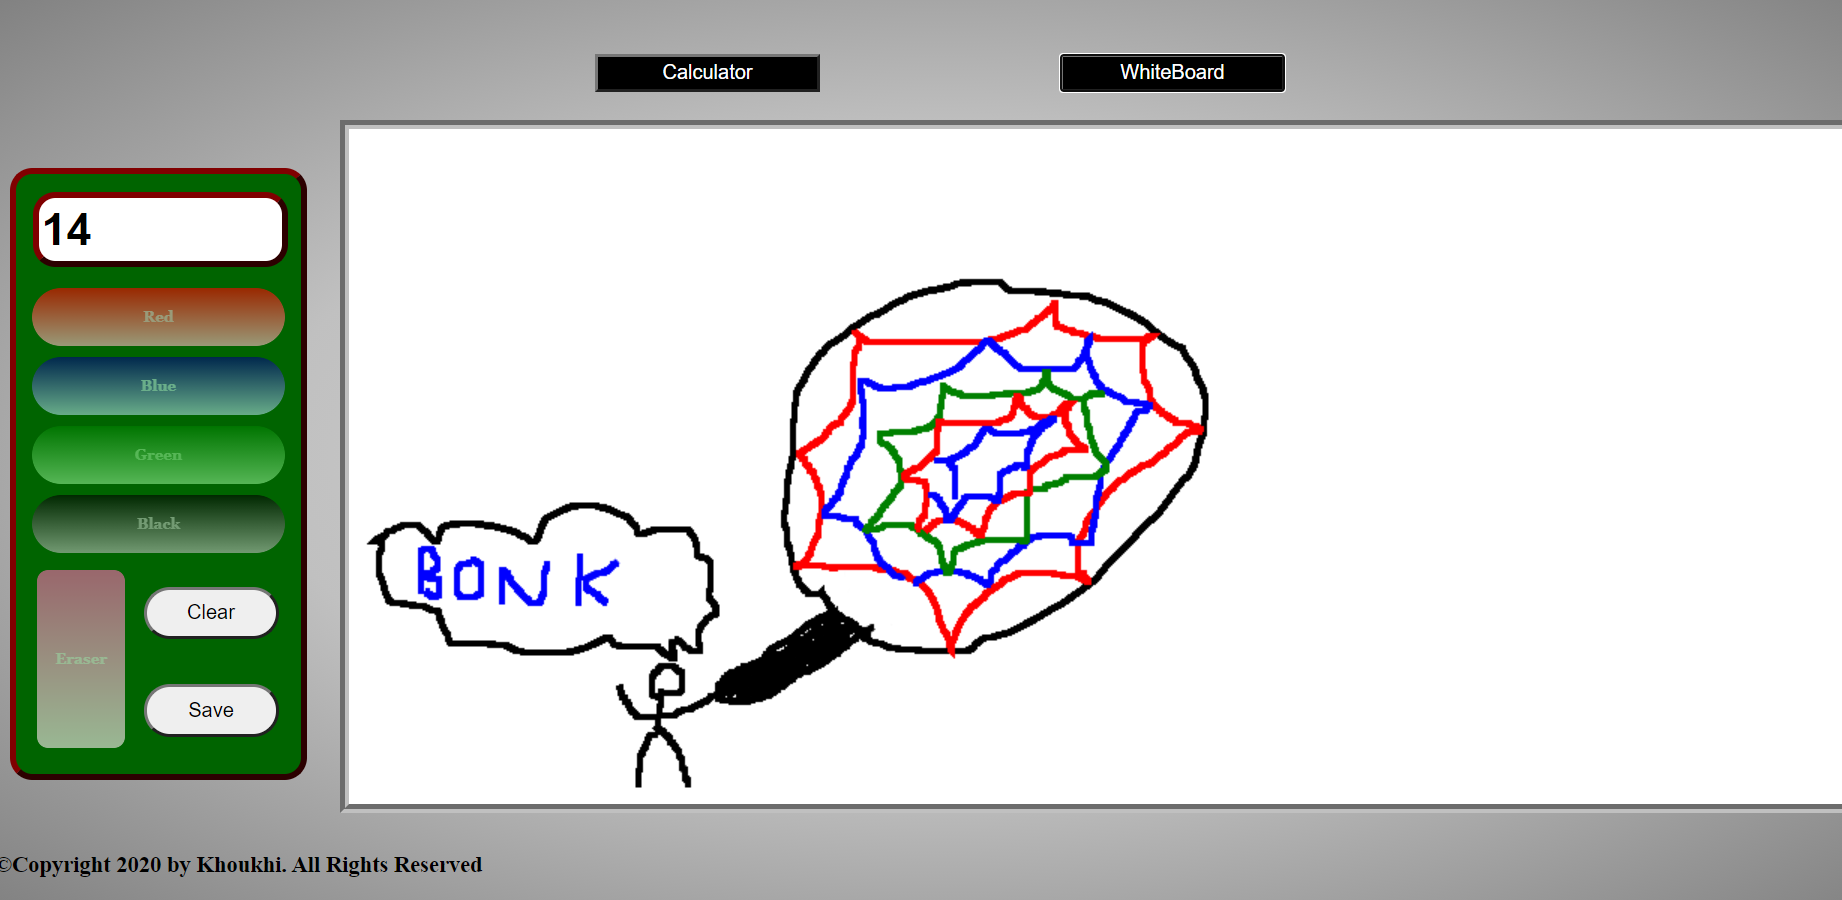 Calculator
WhiteBoard
14
Red
Blue
Green
Black
Eraser
Clear
Save
BONK
©Copyright 2020 by Khoukhi. All Rights Reserved